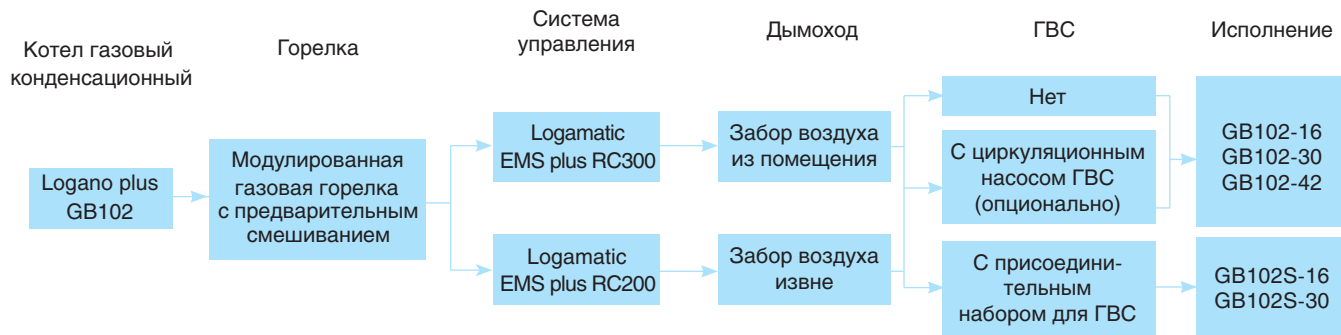 Котел газовый
конденсационный
Горелка
Система
управления
Дымоход
ГВС
Исполнение
Logano plus
GB102
Модулированная
газовая горелка
с предварительным
смешиванием
Logamatic
EMS plus RC300
Logamatic
EMS plus RC200
Забор воздуха
из помещения
Забор воздуха
извне
Нет
С циркуляционным
насосом ГВС
(опционально)
С присоедини-
тельным
набором для ГВС
GB102-16
GB102-30
GB102-42
GB102S-16
GB102S-30